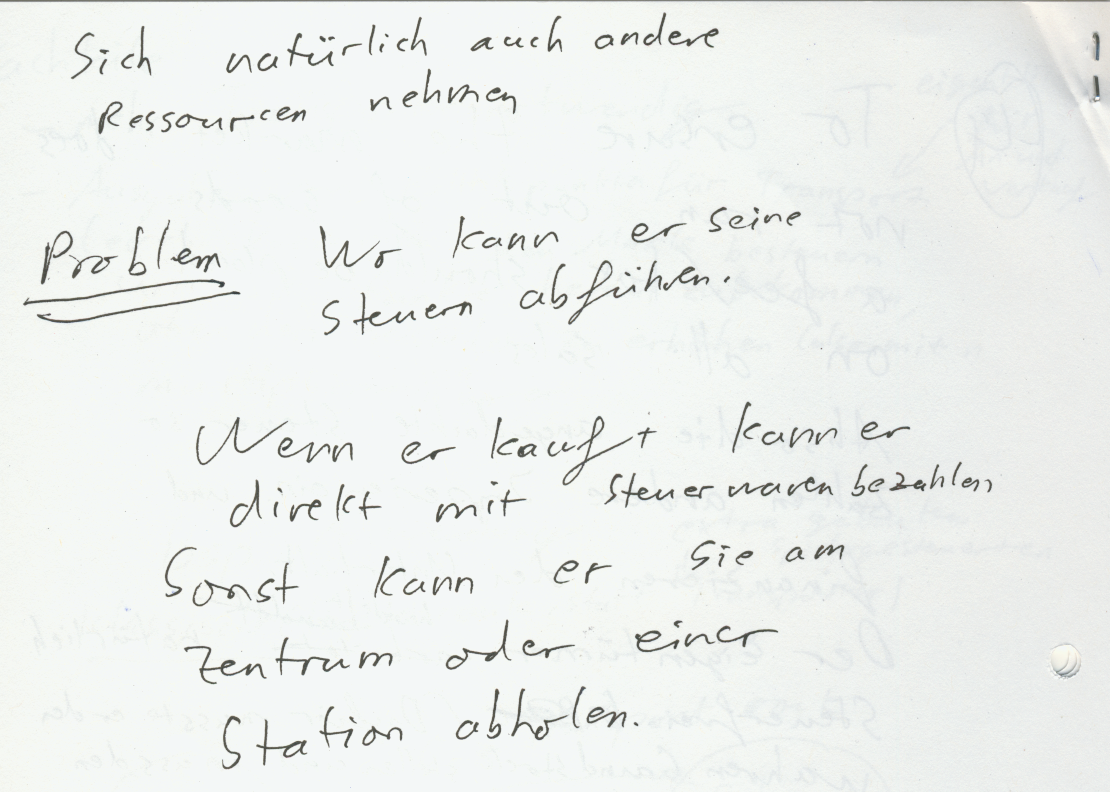 Sich natürlich auch andere
Ressourcen nehmen
Problem Wo kann er seine
Steuern abführen.
Wenn er kauft kann er
direkt mit Steuerwaren bezahlen
Sonst kann er sie am
Zentrum oder einer
Station abholen.